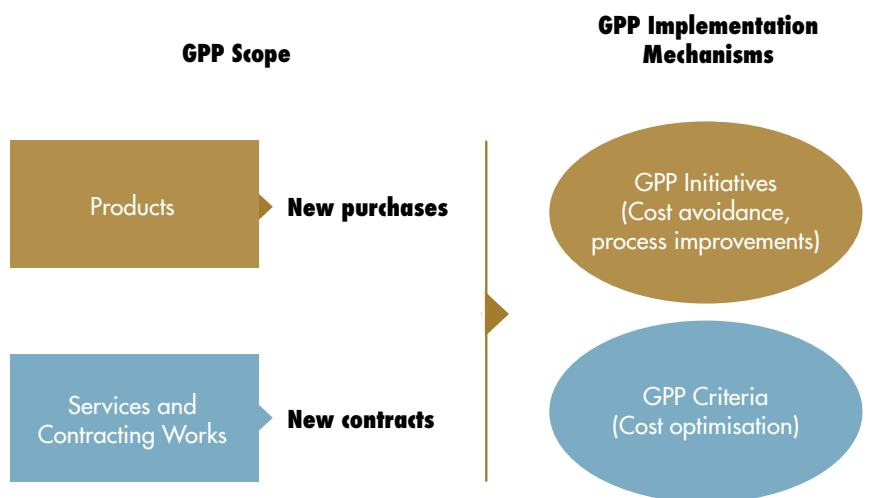 GPP Scope
GPP Implementation
Mechanisms
Products
New purchases
GPP Initiatives
(Cost avoidance,
process improvements)
Services and
Contracting Works
New contracts
GPP Criteria
(Cost optimisation)